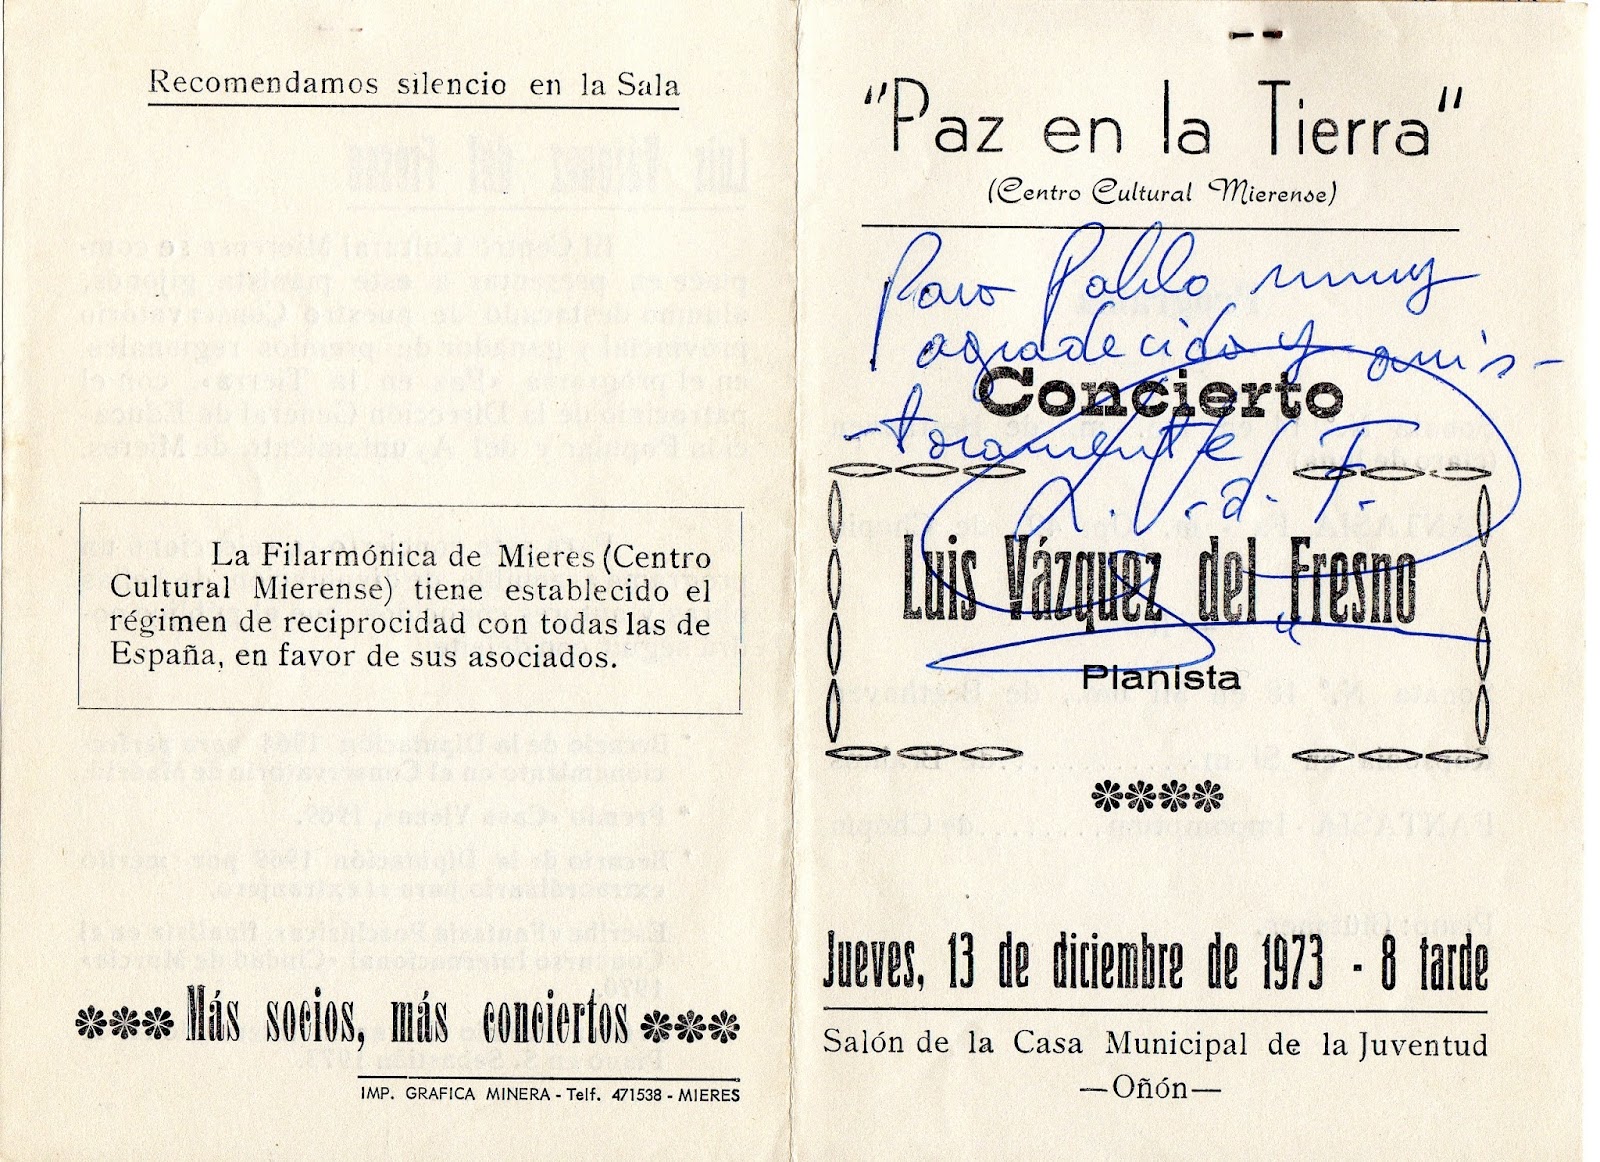 Recomendamos silencio en la Sala
La Filarmónica de Mieres (Centro
Cultural Mierense) tiene establecido el
régimen de reciprocidad con todas las de
España, en favor de sus asociados.
Más socios, más conciertos
IMP. GRAFICA MINERA - Telf. 471538 - MIERES
"Paz en la Tierra"
(Centro Cultural Mierense)
Para Pablo muy
agradecido y amis-
Concierto
-toramente
L. V. d. F.
Luis Vázquez del Fresno
Pianista
Jueves, 13 de diciembre de 1973 - 8 tarde
Salón de la Casa Municipal de la Juventud
—Oñón—